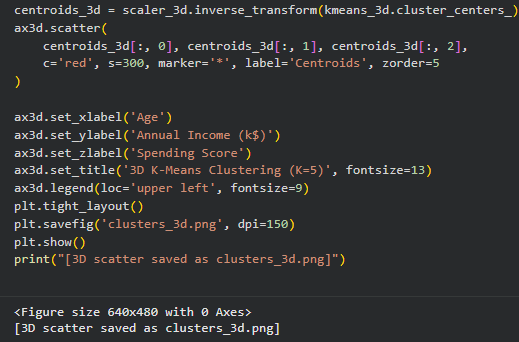 centroids_3d = scaler_3d.inverse_transform(kmeans_3d.cluster_centers_)
ax3d.scatter(
    centroids_3d[:, 0], centroids_3d[:, 1], centroids_3d[:, 2],
    c='red', s=300, marker='*', label='Centroids', zorder=5
)

ax3d.set_xlabel('Age')
ax3d.set_ylabel('Annual Income (k$)')
ax3d.set_zlabel('Spending Score')
ax3d.set_title('3D K-Means Clustering (K=5)', fontsize=13)
ax3d.legend(loc='upper left', fontsize=9)
plt.tight_layout()
plt.savefig('clusters_3d.png', dpi=150)
plt.show()
print("[3D scatter saved as clusters_3d.png]")

<Figure size 640x480 with 0 Axes>
[3D scatter saved as clusters_3d.png]